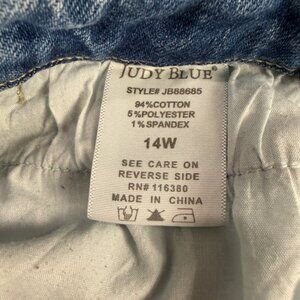 JUDY BLUE®
STYLE# JB88685
94%COTTON
5%POLYESTER
1%SPANDEX
14W
SEE CARE ON
REVERSE SIDE
RN# 116380
MADE IN CHINA